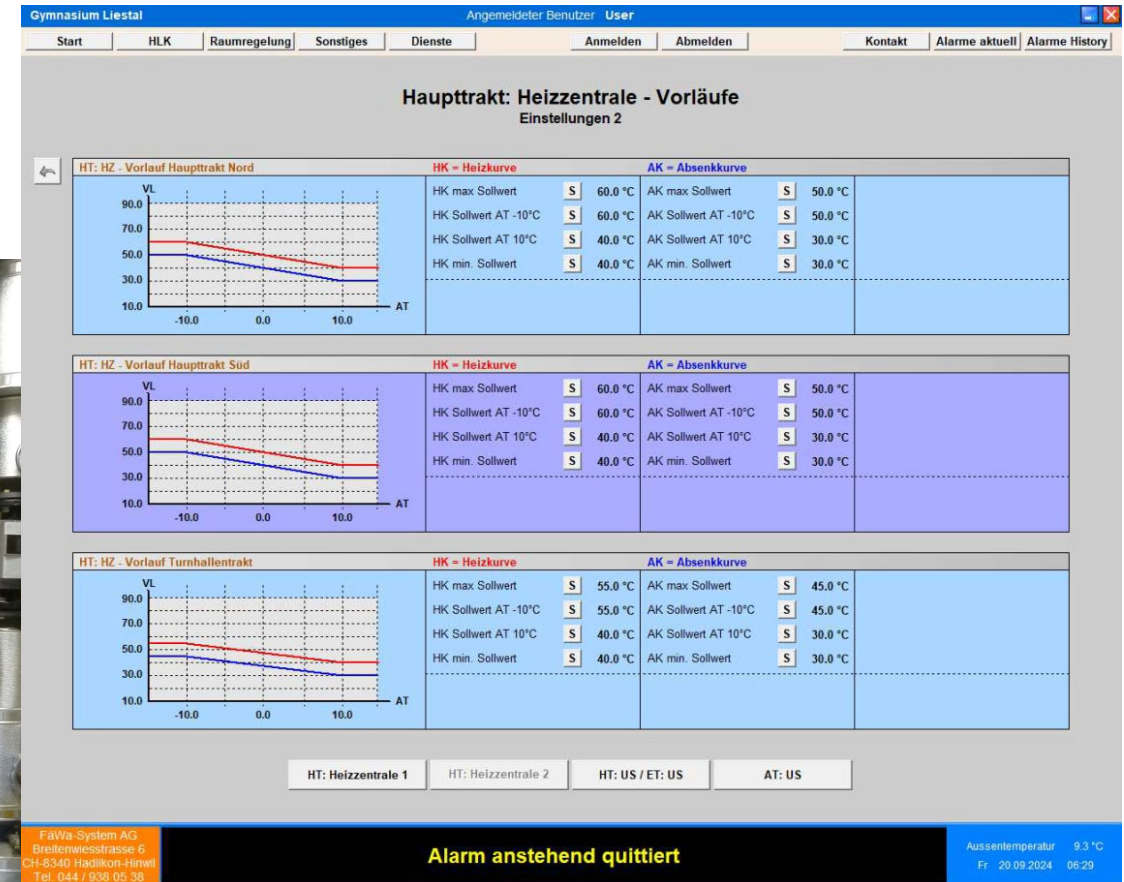 Gymnasium Liestal
Angemeldeter Benutzer User
Start HLK Raumregelung Sonstiges Dienste Anmelden Abmelden Kontakt Alarme aktuell Alarme History
Haupttrakt: Heizzentrale - Vorläufe
Einstellungen 2
HT: HZ - Vorlauf Haupttrakt Nord HK = Heizkurve AK = Absenkkurve
VL
90.0
70.0
50.0
30.0
10.0
AT
-10.0 0.0 10.0
HK max Sollwert S 60.0 °C AK max Sollwert S 50.0 °C
HK Sollwert AT -10°C S 60.0 °C AK Sollwert AT -10°C S 50.0 °C
HK Sollwert AT 10°C S 40.0 °C AK Sollwert AT 10°C S 30.0 °C
HK min. Sollwert S 40.0 °C AK min. Sollwert S 30.0 °C
HT: HZ - Vorlauf Haupttrakt Süd HK = Heizkurve AK = Absenkkurve
VL
90.0
70.0
50.0
30.0
10.0
AT
-10.0 0.0 10.0
HK max Sollwert S 60.0 °C AK max Sollwert S 50.0 °C
HK Sollwert AT -10°C S 60.0 °C AK Sollwert AT -10°C S 50.0 °C
HK Sollwert AT 10°C S 40.0 °C AK Sollwert AT 10°C S 30.0 °C
HK min. Sollwert S 40.0 °C AK min. Sollwert S 30.0 °C
HT: HZ - Vorlauf Turnhallentrakt HK = Heizkurve AK = Absenkkurve
VL
90.0
70.0
50.0
30.0
10.0
AT
-10.0 0.0 10.0
HK max Sollwert S 55.0 °C AK max Sollwert S 45.0 °C
HK Sollwert AT -10°C S 55.0 °C AK Sollwert AT -10°C S 45.0 °C
HK Sollwert AT 10°C S 40.0 °C AK Sollwert AT 10°C S 30.0 °C
HK min. Sollwert S 40.0 °C AK min. Sollwert S 30.0 °C
HT: Heizzentrale 1 HT: Heizzentrale 2 HT: US / ET: US AT: US
FäWa-System AG
Breitenwiesstrasse 6
CH-8340 Hadlikon-Hinwil
Tel. 044 / 938 05 38
Alarm anstehend quittiert
Aussentemperatur 9.3 °C
Fr 20.09.2024 06:29